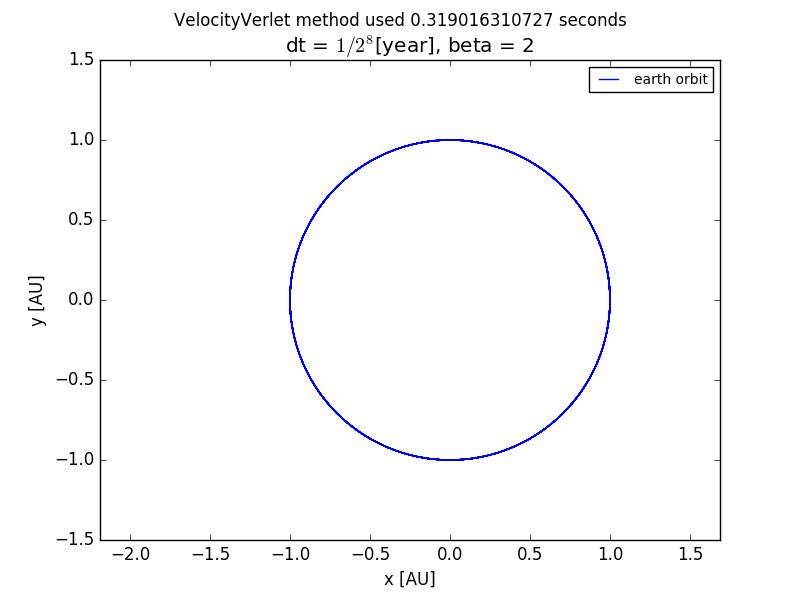 VelocityVerlet method used 0.319016310727 seconds
dt = 1/2⁸[year], beta = 2
earth orbit
1.5
1.0
0.5
0.0
−0.5
−1.0
−1.5
y [AU]
−2.0 −1.5 −1.0 −0.5 0.0 0.5 1.0 1.5
x [AU]